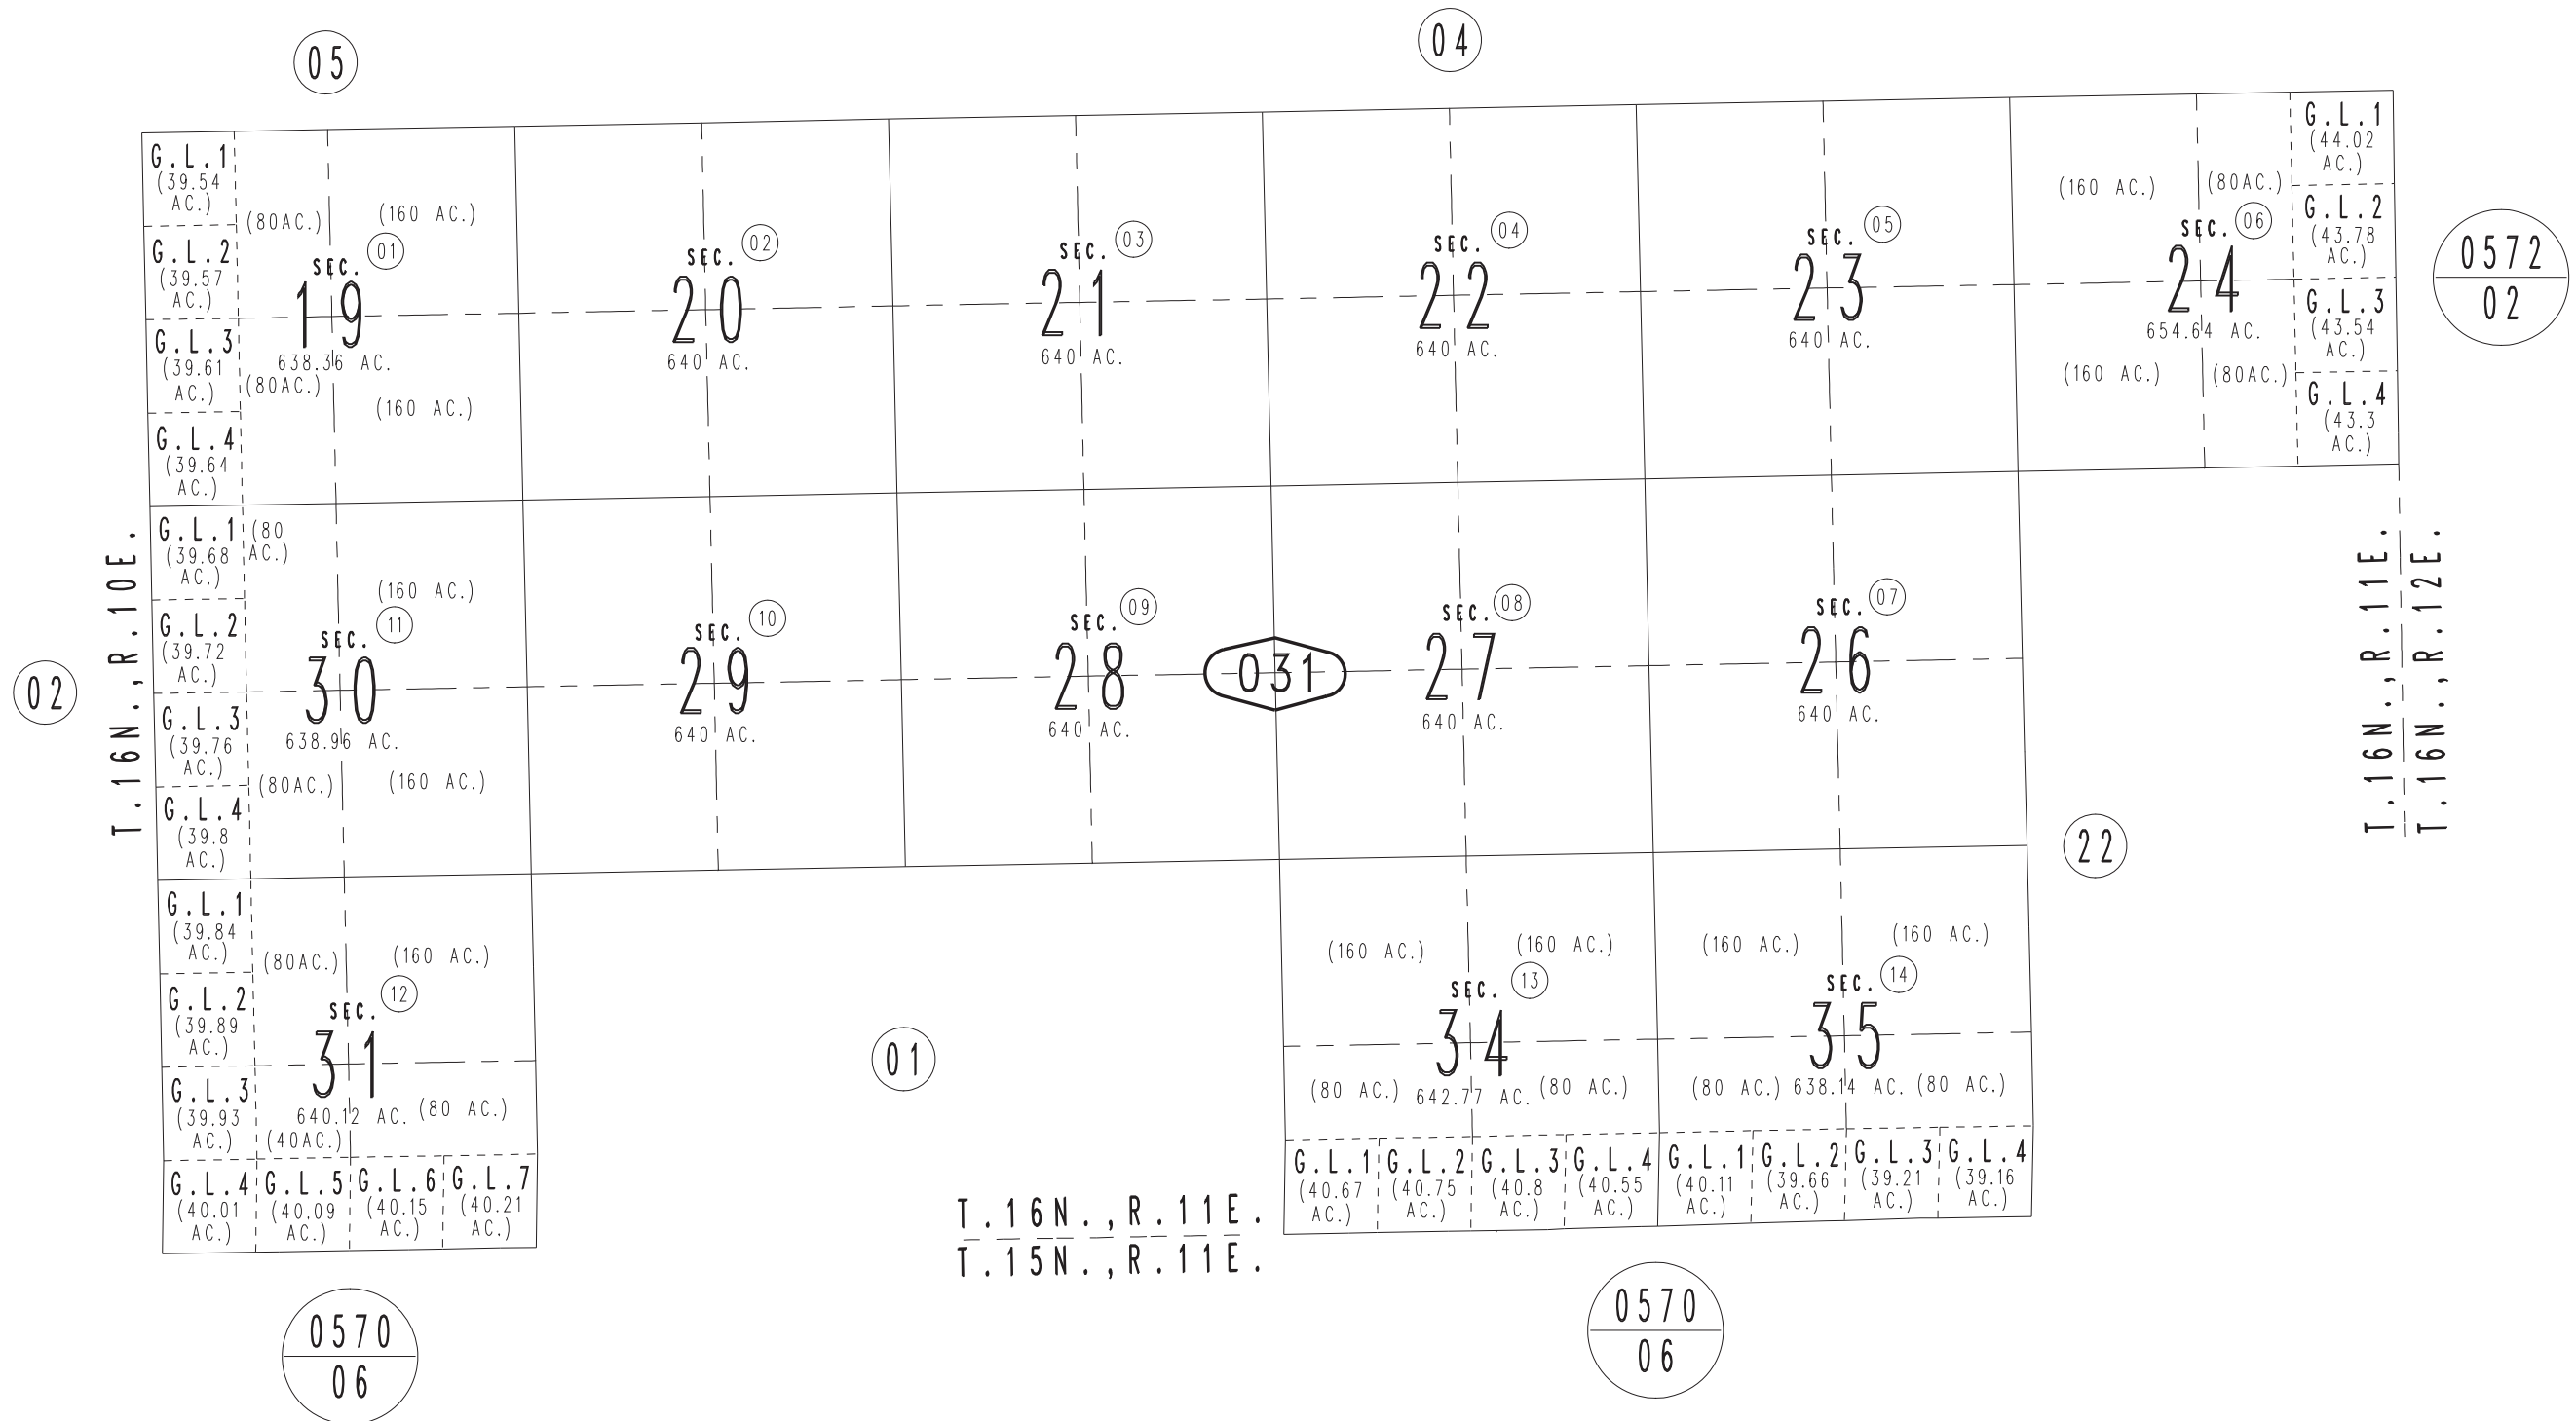 05
04
G.L.1
(39.54
AC.)
G.L.2
(39.57
AC.)
G.L.3
(39.61
AC.)
G.L.4
(39.64
AC.)
(80AC.)
(160 AC.)
SEC.
01
19
638.36 AC.
(80AC.)
(160 AC.)
SEC.
02
20
640 AC.
SEC.
03
21
640 AC.
SEC.
04
22
640 AC.
SEC.
05
23
640 AC.
(160 AC.)
(80AC.)
SEC.
06
24
654.64 AC.
(160 AC.)
(80AC.)
G.L.1
(44.02
AC.)
G.L.2
(43.78
AC.)
G.L.3
(43.54
AC.)
G.L.4
(43.3
AC.)
0572
02
02
T.16N.,R.10E.
G.L.1
(39.68
AC.)
G.L.2
(39.72
AC.)
G.L.3
(39.76
AC.)
G.L.4
(39.8
AC.)
(80
AC.)
(160 AC.)
SEC.
11
30
638.96 AC.
(80AC.)
(160 AC.)
SEC.
10
29
640 AC.
SEC.
09
28
640 AC.
031
SEC.
08
27
640 AC.
SEC.
07
26
640 AC.
T.16N.,R.11E.
T.16N.,R.12E.
22
G.L.1
(39.84
AC.)
G.L.2
(39.89
AC.)
G.L.3
(39.93
AC.)
(80AC.)
(160 AC.)
SEC.
12
31
640.12 AC.
(80 AC.)
(40AC.)
G.L.4
(40.01
AC.)
G.L.5
(40.09
AC.)
G.L.6
(40.15
AC.)
G.L.7
(40.21
AC.)
01
(160 AC.)
(160 AC.)
SEC.
13
34
(80 AC.)
642.77 AC.
(80 AC.)
G.L.1
(40.67
AC.)
G.L.2
(40.75
AC.)
G.L.3
(40.8
AC.)
G.L.4
(40.55
AC.)
(160 AC.)
(160 AC.)
SEC.
14
35
(80 AC.)
638.14 AC.
(80 AC.)
G.L.1
(40.11
AC.)
G.L.2
(39.66
AC.)
G.L.3
(39.21
AC.)
G.L.4
(39.16
AC.)
T.16N.,R.11E.
T.15N.,R.11E.
0570
06
0570
06